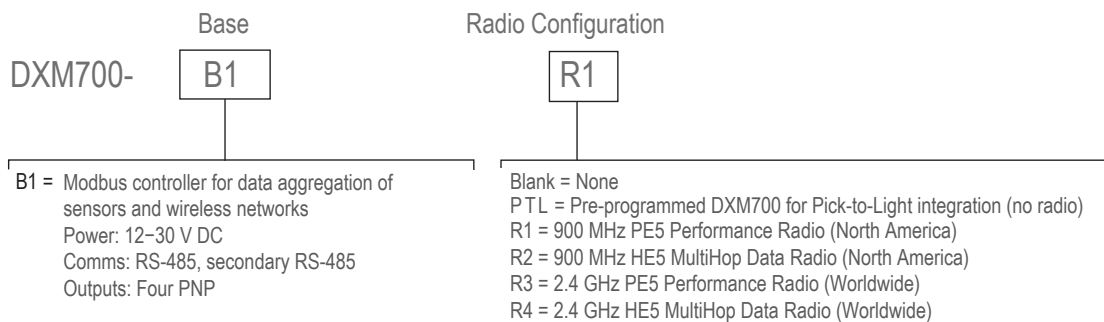 Base
Radio Configuration
DXM700-
B1
R1
B1 = Modbus controller for data aggregation of
sensors and wireless networks
Power: 12−30 V DC
Comms: RS-485, secondary RS-485
Outputs: Four PNP
Blank = None
PTL = Pre-programmed DXM700 for Pick-to-Light integration (no radio)
R1 = 900 MHz PE5 Performance Radio (North America)
R2 = 900 MHz HE5 MultiHop Data Radio (North America)
R3 = 2.4 GHz PE5 Performance Radio (Worldwide)
R4 = 2.4 GHz HE5 MultiHop Data Radio (Worldwide)